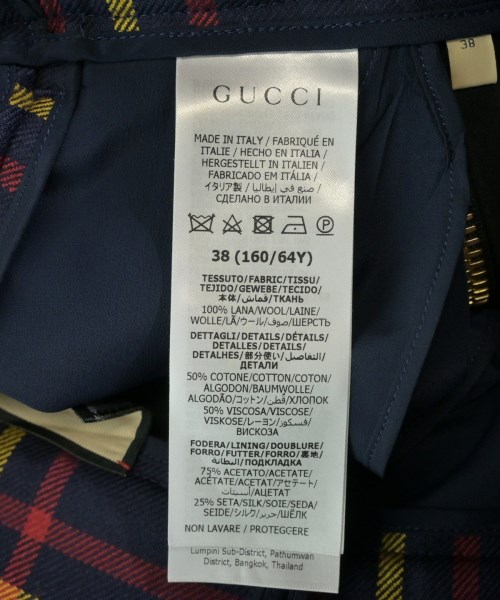 38
GUCCI
MADE IN ITALY / FABRIQUÉ EN
ITALIE / HECHO EN ITALIA /
HERGESTELLT IN ITALIEN /
FABRICADO EM ITÁLIA /
イタリア製 / صنع في إيطاليا /
СДЕЛАНО В ИТАЛИИ
38 (160/64Y)
TESSUTO/FABRIC/TISSU/
TEJIDO/GEWEBE/TECIDO/
本体/قماش/ТКАНЬ
100% LANA/WOOL/LAINE/
WOLLE/LÃ/ウール/صوف/ШЕРСТЬ
DETTAGLI/DETAILS/DÉTAILS/
DETALLES/DETAILS/
DETALHES/部分使い/التفاصيل/
ДЕТАЛИ
50% COTONE/COTTON/COTON/
ALGODON/BAUMWOLLE/
ALGODÃO/コットン/قطن/ХЛОПОК
50% VISCOSA/VISCOSE/
VISKOSE/レーヨン/فسكوز/
ВИСКОЗА
FODERA/LINING/DOUBLURE/
FORRO/FUTTER/FORRO/裏地/
البطانة/ПОДКЛАДКА
75% ACETATO/ACETATE/
ACÉTATE/ACETAT/アセテート/
أسيتات/АЦЕТАТ
25% SETA/SILK/SOIE/SEDA/
SEIDE/シルク/حرير/ШЁЛК
NON LAVARE / PROTEGGERE
Lumpini Sub-District, Pathumwan
District, Bangkok, Thailand